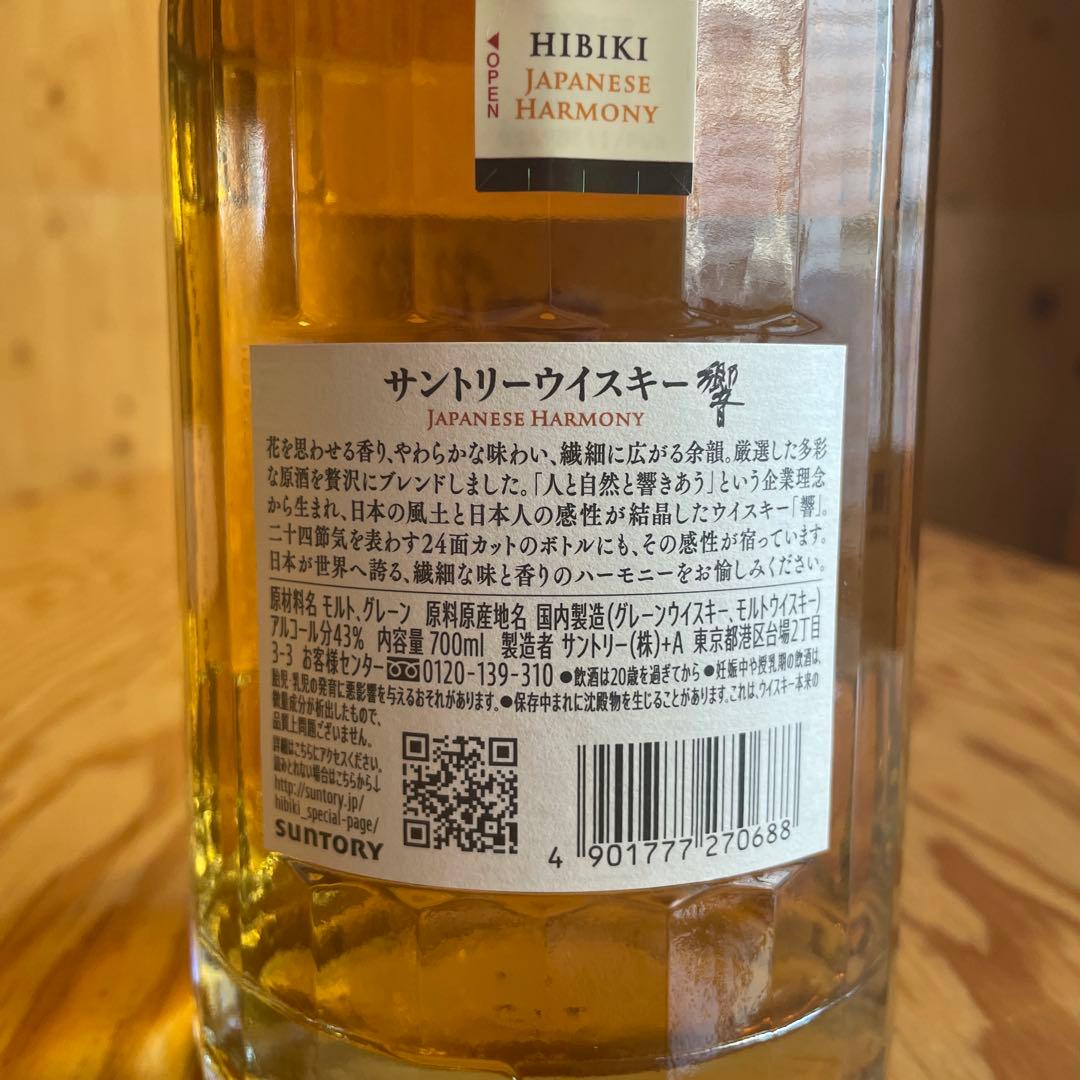 OPEN
HIBIKI
JAPANESE
HARMONY
サントリーウイスキー 響
JAPANESE HARMONY
花を思わせる香り、やわらかな味わい、繊細に広がる余韻。厳選した多彩
な原酒を贅沢にブレンドしました。「人と自然と響きあう」という企業理念
から生まれ、日本の風土と日本人の感性が結晶したウイスキー「響」。
二十四節気を表わす24面カットのボトルにも、その感性が宿っています。
日本が世界へ誇る、繊細な味と香りのハーモニーをお愉しみください。
原材料名 モルト、グレーン 原料原産地名 国内製造(グレーンウイスキー、モルトウイスキー)
アルコール分43% 内容量 700ml 製造者 サントリー(株)+A 東京都港区台場2丁目
3-3 お客様センター 0120-139-310 ●飲酒は20歳を過ぎてから ●妊娠中や授乳期の飲酒は、
胎児・乳児の発育に悪影響を与えるおそれがあります。●保存中まれに沈殿物を生じることがあります。これは、ウイスキー本来の
微量成分が析出したもので、
品質上問題ございません。
詳細はこちらにアクセスください。
読みとれない場合はこちらから↓
http://suntory.jp/
hibiki_special-page/
SUNTORY
4 901777 270688